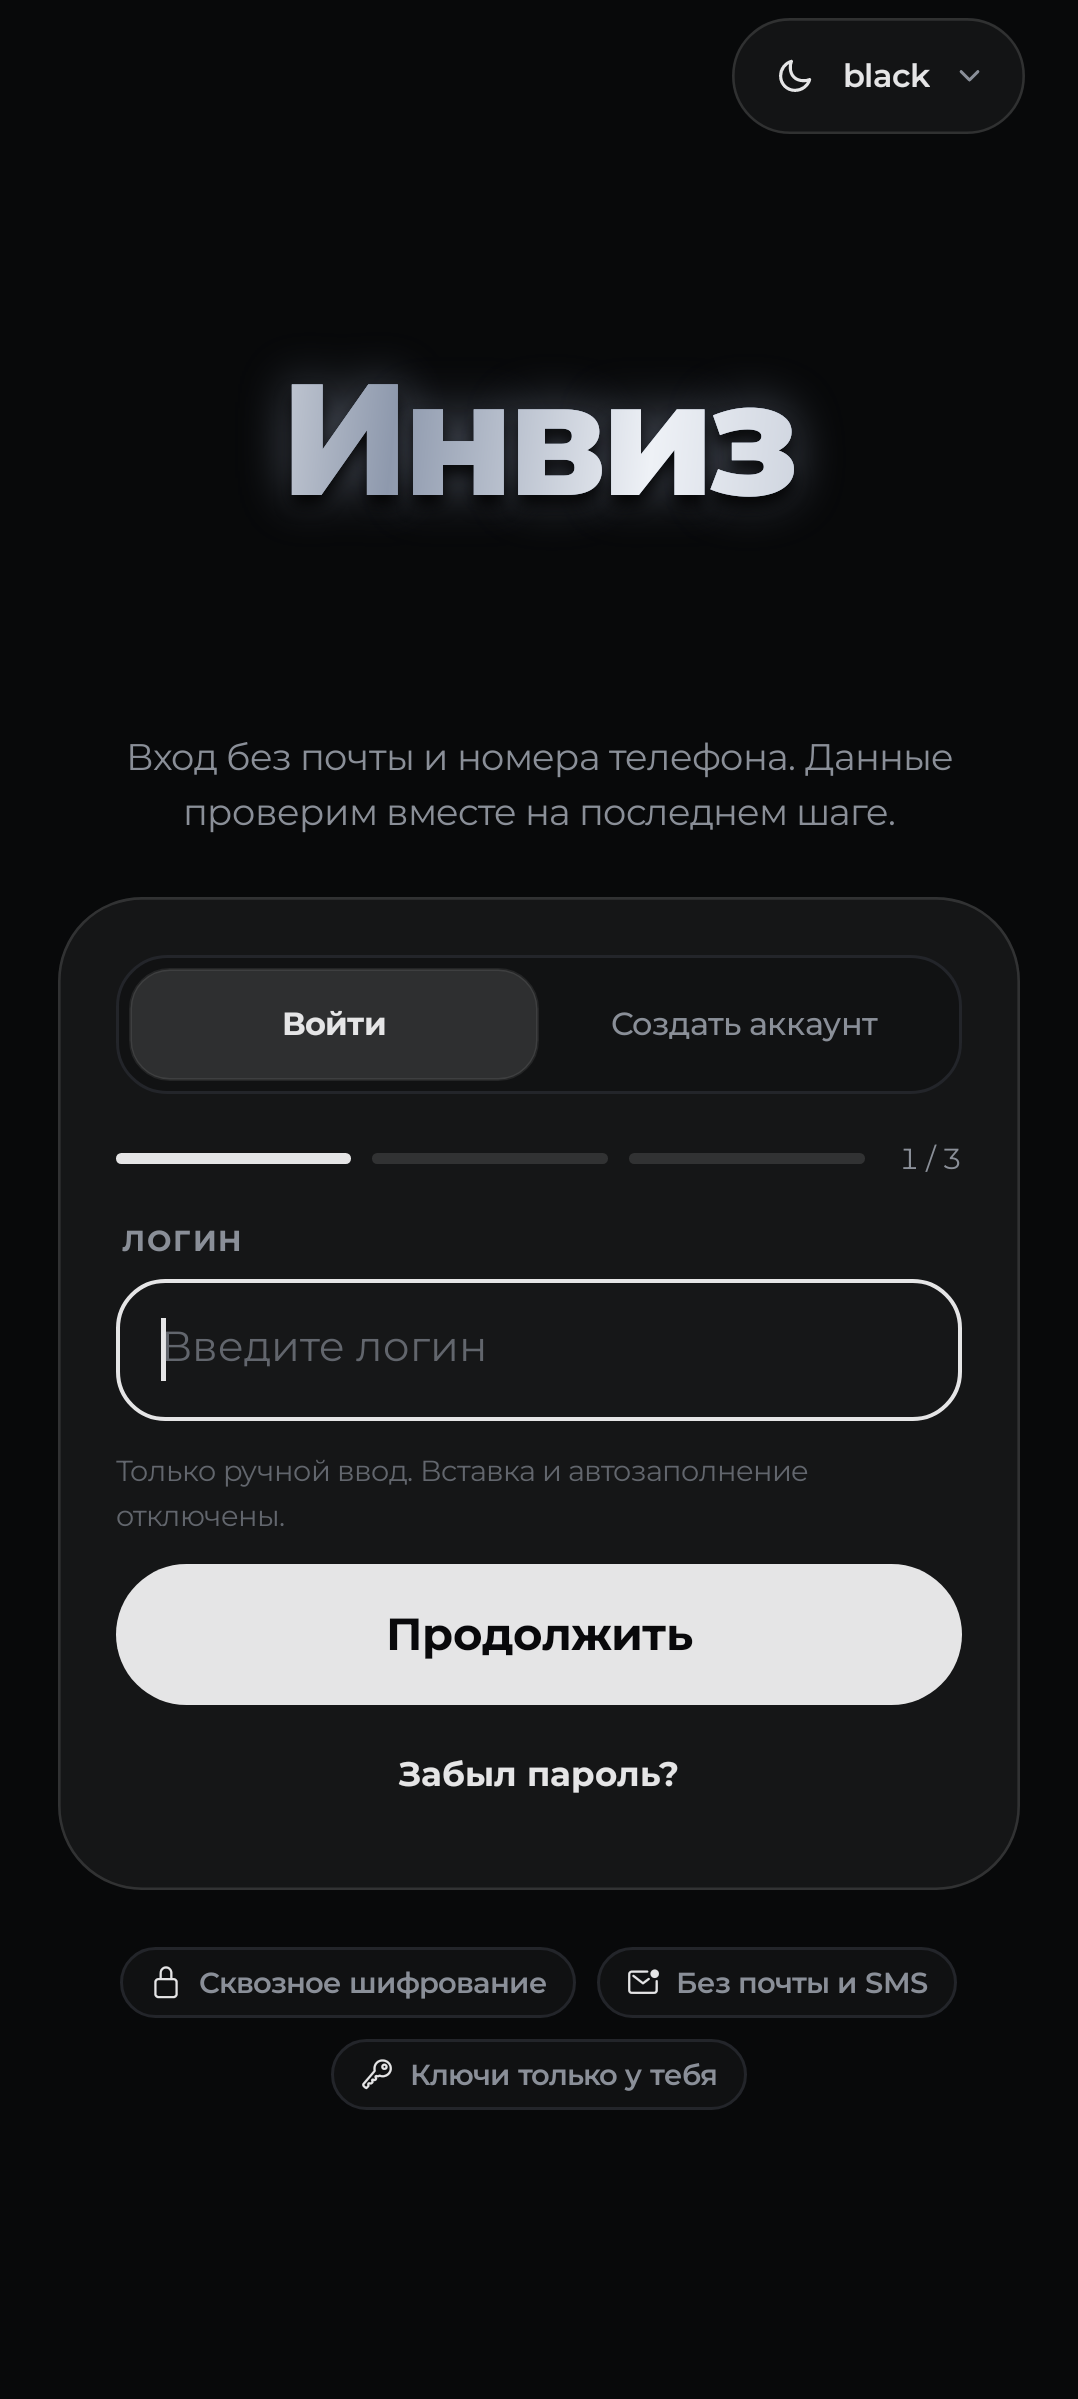 black
Инвиз
Вход без почты и номера телефона. Данные
проверим вместе на последнем шаге.
Войти
Создать аккаунт
1 / 3
ЛОГИН
Введите логин
Только ручной ввод. Вставка и автозаполнение
отключены.
Продолжить
Забыл пароль?
Сквозное шифрование
Без почты и SMS
Ключи только у тебя